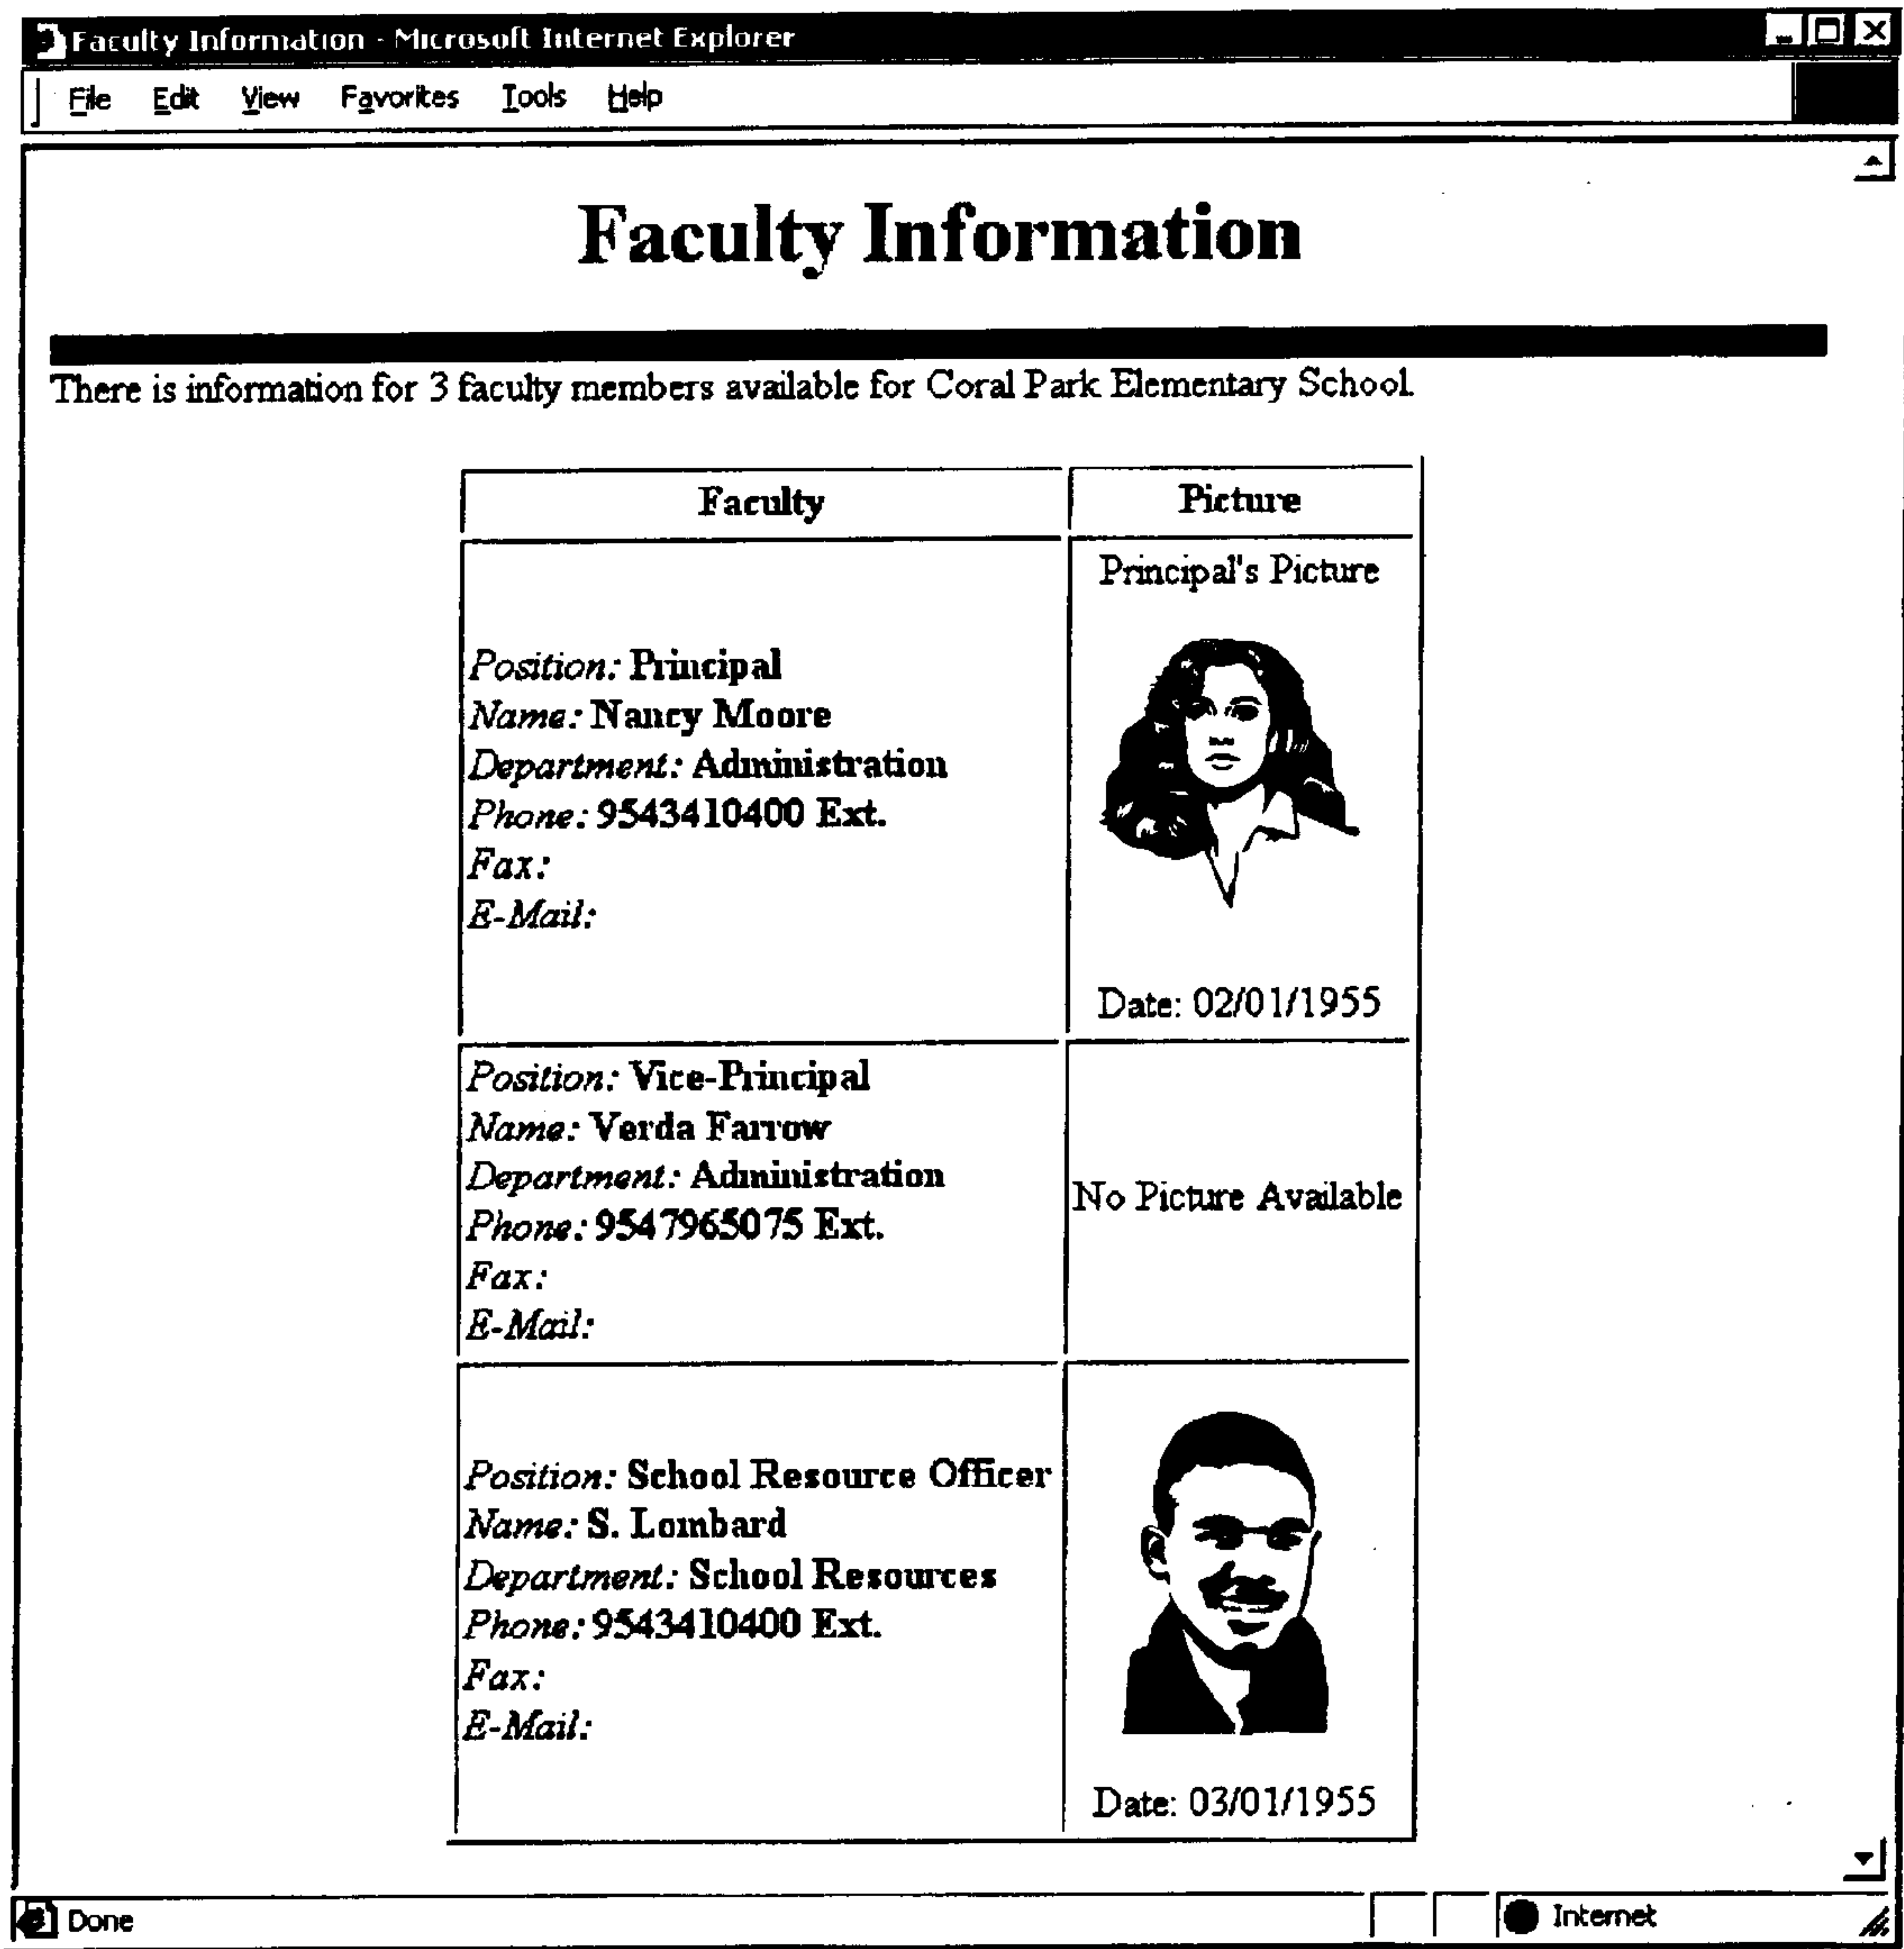 Faculty Information - Microsoft Internet Explorer
File Edit View Favorites Tools Help
Faculty Information
There is information for 3 faculty members available for Coral Park Elementary School.
Faculty Picture
Principal's Picture
Position: Principal
Name: Nancy Moore
Department: Administration
Phone: 9543410400 Ext.
Fax:
E-Mail:
Date: 02/01/1955
Position: Vice-Principal
Name: Verda Farrow
Department: Administration
Phone: 9547965075 Ext.
Fax:
E-Mail:
No Picture Available
Position: School Resource Officer
Name: S. Lombard
Department: School Resources
Phone: 9543410400 Ext.
Fax:
E-Mail:
Date: 03/01/1955
Done Internet